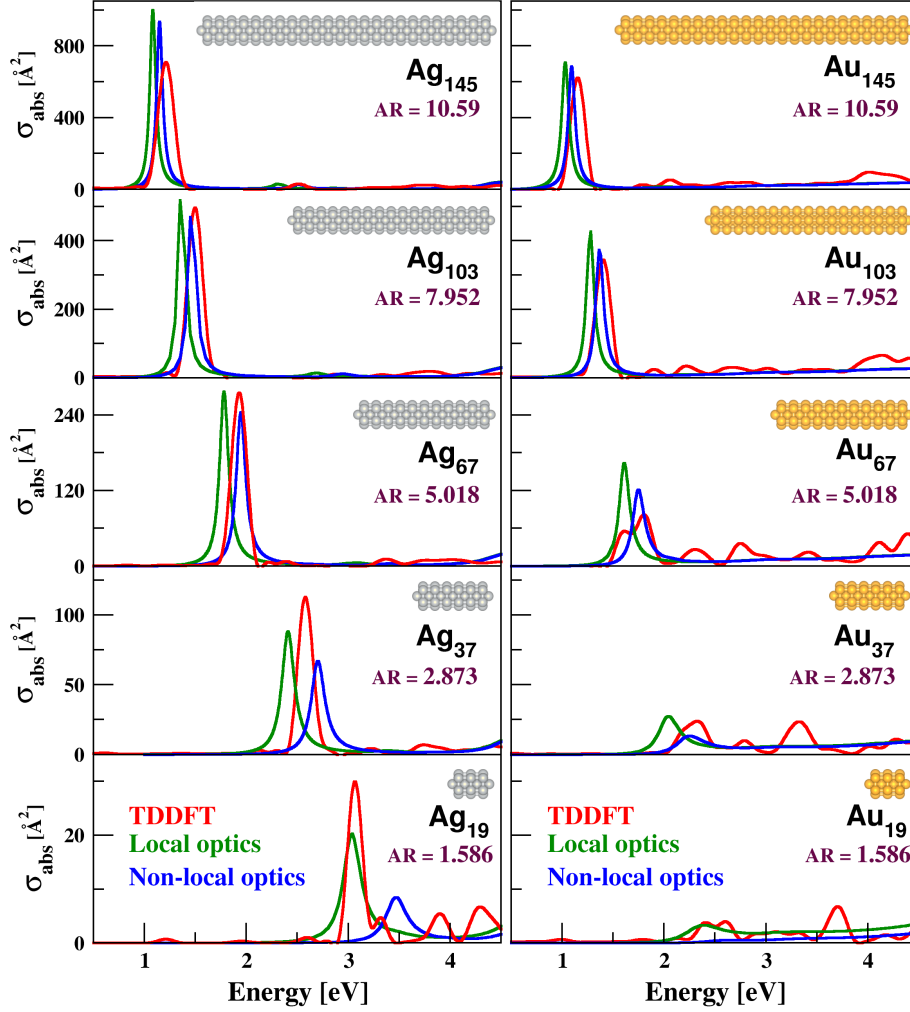 σabs [Å²]
800
400
0
Ag₁₄₅
AR = 10.59
Au₁₄₅
AR = 10.59
σabs [Å²]
400
200
0
Ag₁₀₃
AR = 7.952
Au₁₀₃
AR = 7.952
σabs [Å²]
240
120
0
Ag₆₇
AR = 5.018
Au₆₇
AR = 5.018
σabs [Å²]
100
50
0
Ag₃₇
AR = 2.873
Au₃₇
AR = 2.873
σabs [Å²]
20
0
Ag₁₉
AR = 1.586
TDDFT
Local optics
Non-local optics
Au₁₉
AR = 1.586
TDDFT
Local optics
Non-local optics
1 2 3 4 1 2 3 4
Energy [eV] Energy [eV]